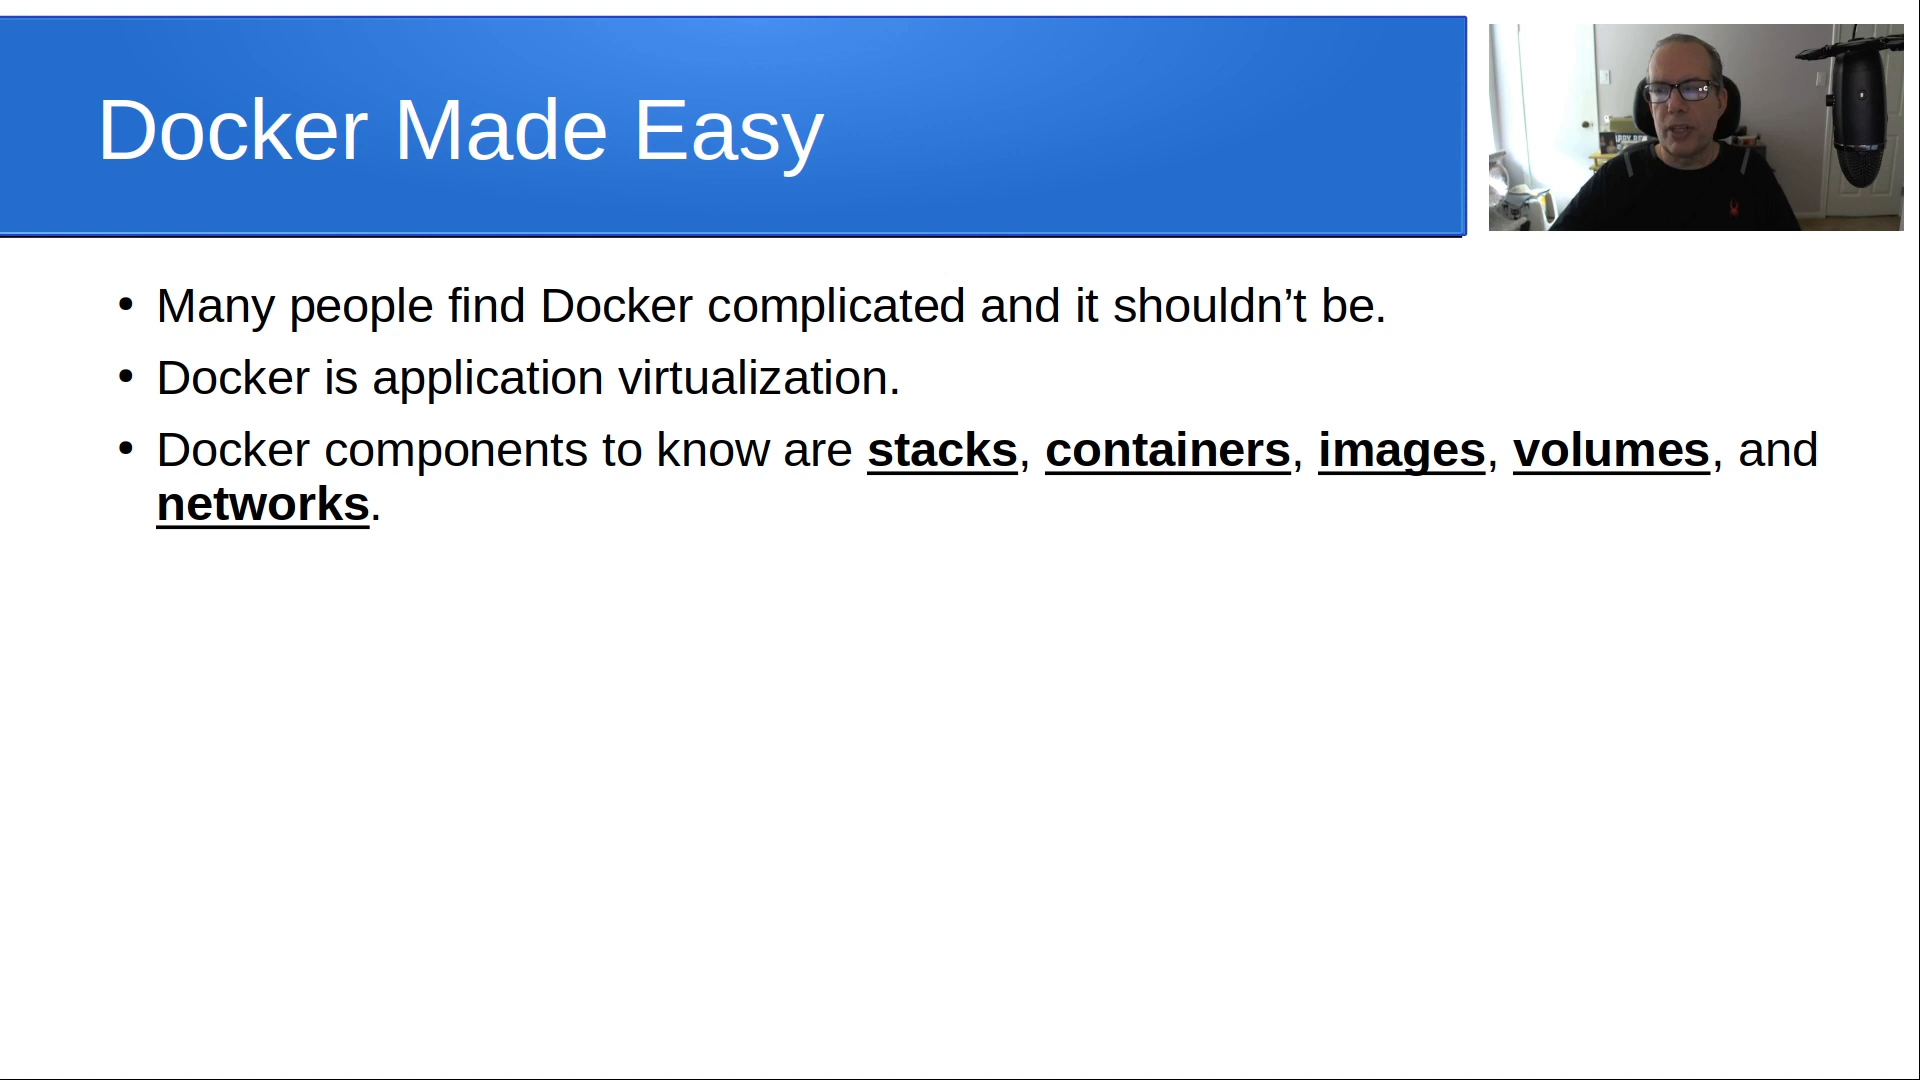 Docker Made Easy
• Many people find Docker complicated and it shouldn’t be.
• Docker is application virtualization.
• Docker components to know are stacks, containers, images, volumes, and
networks.